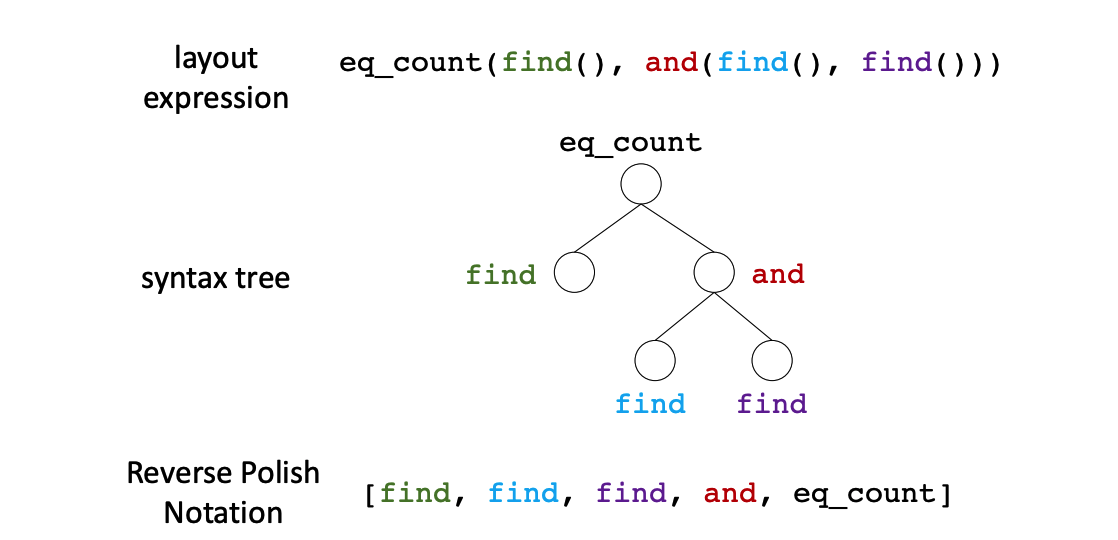 layout
expression
eq_count(find(), and(find(), find()))
eq_count
syntax tree
find
and
find find
Reverse Polish
Notation
[find, find, find, and, eq_count]